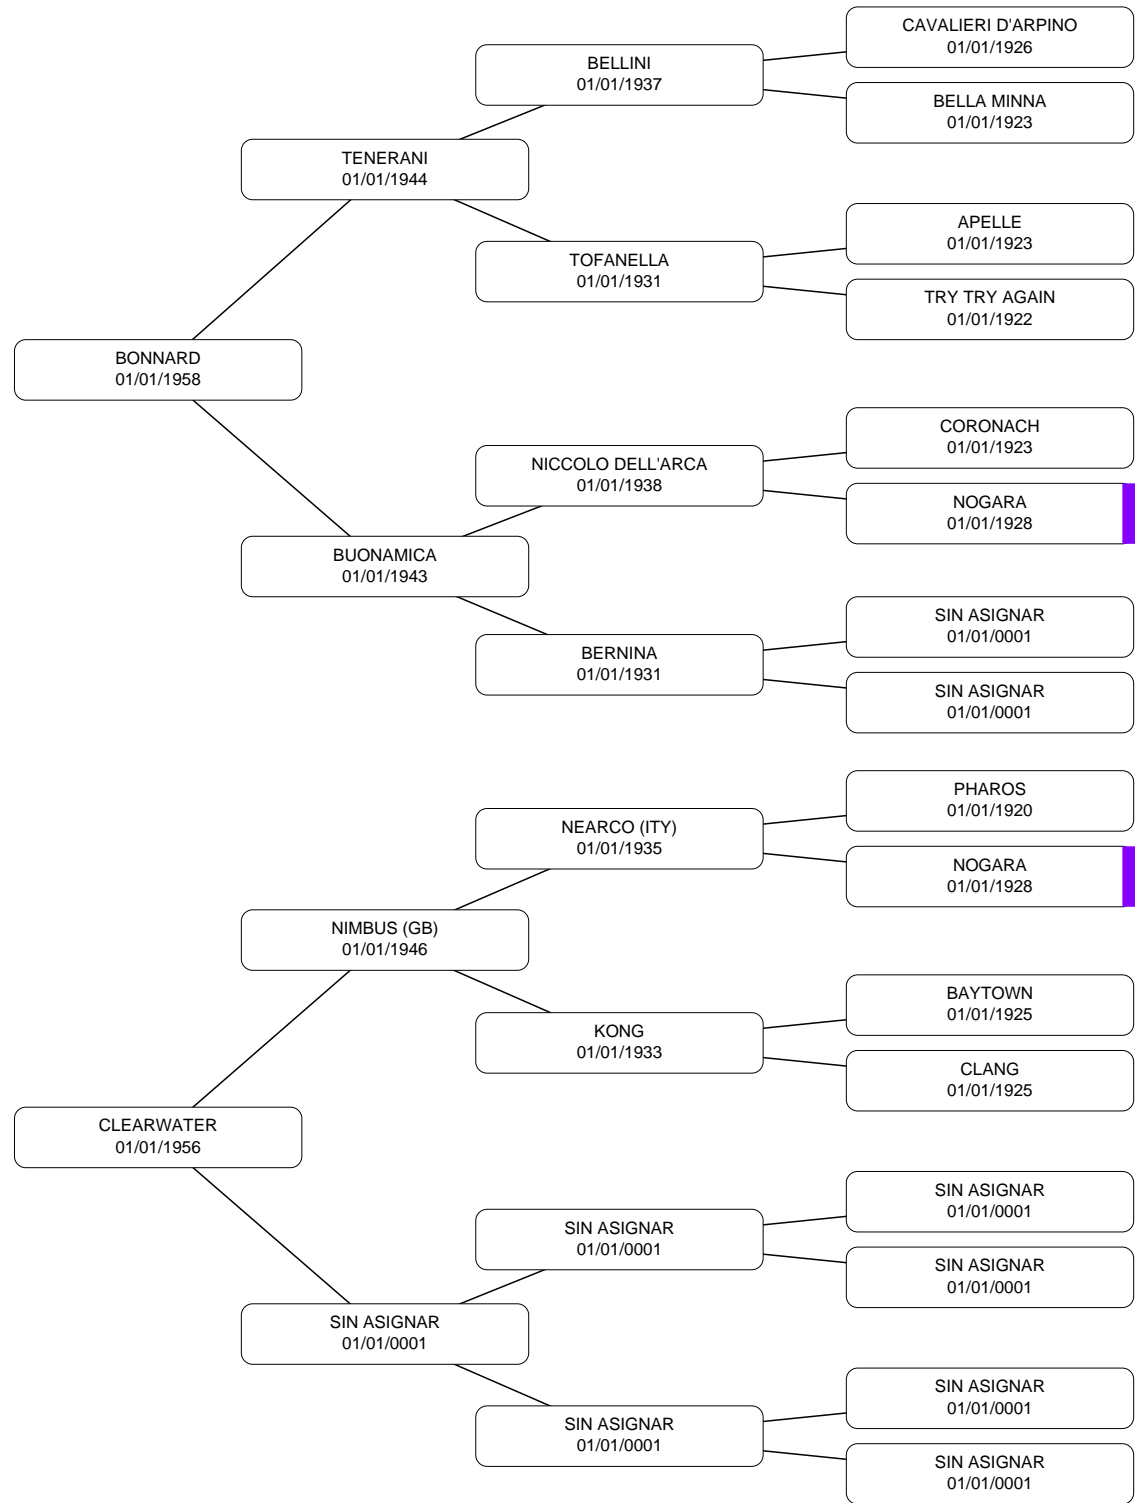 CAVALIERI D'ARPINO
01/01/1926
BELLINI
01/01/1937
BELLA MINNA
01/01/1923
TENERANI
01/01/1944
APELLE
01/01/1923
TOFANELLA
01/01/1931
TRY TRY AGAIN
01/01/1922
BONNARD
01/01/1958
CORONACH
01/01/1923
NICCOLO DELL'ARCA
01/01/1938
NOGARA
01/01/1928
BUONAMICA
01/01/1943
SIN ASIGNAR
01/01/0001
BERNINA
01/01/1931
SIN ASIGNAR
01/01/0001
PHAROS
01/01/1920
NEARCO (ITY)
01/01/1935
NOGARA
01/01/1928
NIMBUS (GB)
01/01/1946
BAYTOWN
01/01/1925
KONG
01/01/1933
CLANG
01/01/1925
CLEARWATER
01/01/1956
SIN ASIGNAR
01/01/0001
SIN ASIGNAR
01/01/0001
SIN ASIGNAR
01/01/0001
SIN ASIGNAR
01/01/0001
SIN ASIGNAR
01/01/0001
SIN ASIGNAR
01/01/0001
SIN ASIGNAR
01/01/0001